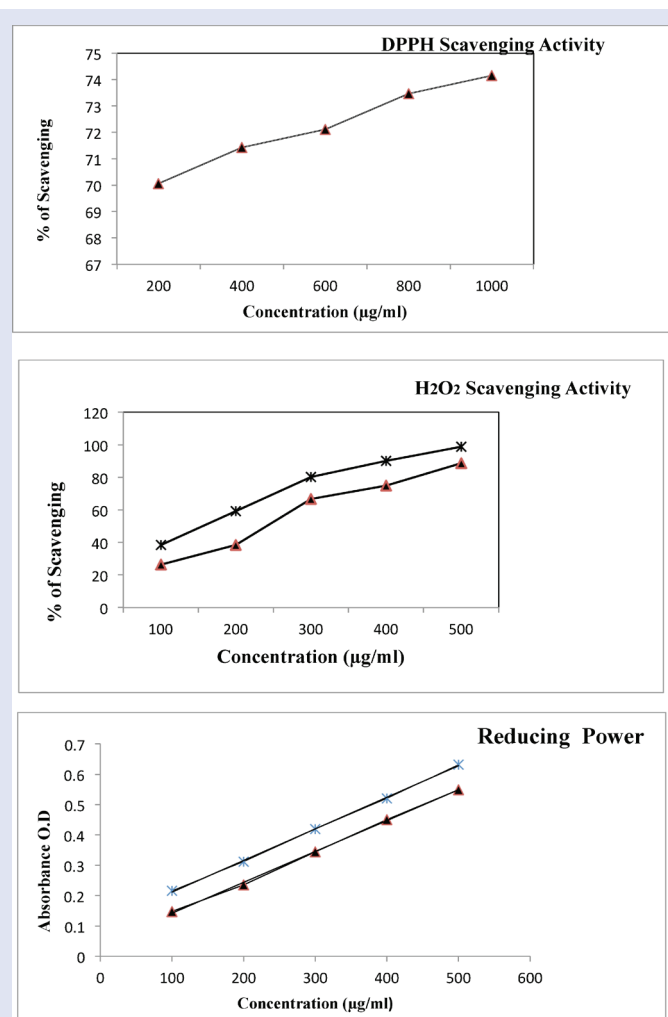 DPPH Scavenging Activity
75
74
73
72
71
70
69
68
67
% of Scavenging
200 400 600 800 1000
Concentration (µg/ml)
H2O2 Scavenging Activity
120
100
80
60
40
20
0
% of Scavenging
100 200 300 400 500
Concentration (µg/ml)
Reducing Power
0.7
0.6
0.5
0.4
0.3
0.2
0.1
0
Absorbance O.D
0 100 200 300 400 500 600
Concentration (µg/ml)